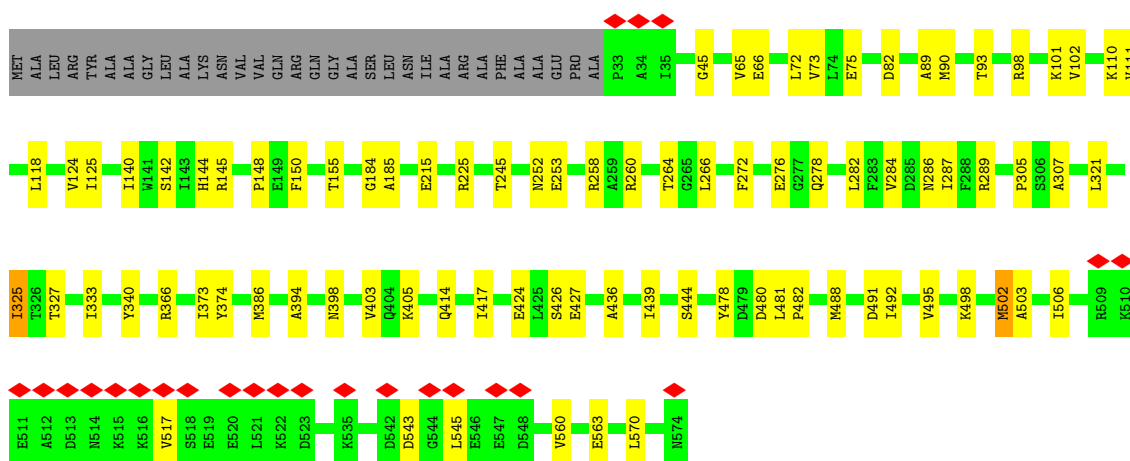 MET ALA LEU ARG TYR ALA ALA GLY LEU ALA LYS ASN VAL VAL GLN ARG GLN GLY ALA SER LEU ASN ILE ALA ARG ALA PHE ALA ALA GLU PRO ALA P33 A34 I35 G45 V65 E66 L72 V73 L74 E75 D82 A89 M90 T93 R98 K101 V102 K110
L118 V124 I125 I140 W141 S142 I143 H144 R145 P148 E149 F150 T155 G184 A185 E215 R225 T245 N252 E253 R258 A259 R260 T264 G265 L266 F272 E276 G277 Q278 L282 F283 V284 D285 N286 I287 F288 R289 P305 S306 A307 L321
I325 T326 T327 I333 Y340 R366 I373 Y374 M386 A394 N398 V403 Q404 K405 Q414 I417 E424 L425 S426 E427 A436 I439 S444 Y478 D479 D480 L481 P482 M488 D491 I492 V495 K498 M502 A503 I506 R509 K510
E511 A512 D513 N514 K515 K516 V517 S518 E519 E520 L521 K522 D523 K535 D542 D543 G544 L545 E546 E547 D548 V560 E563 L570 N574